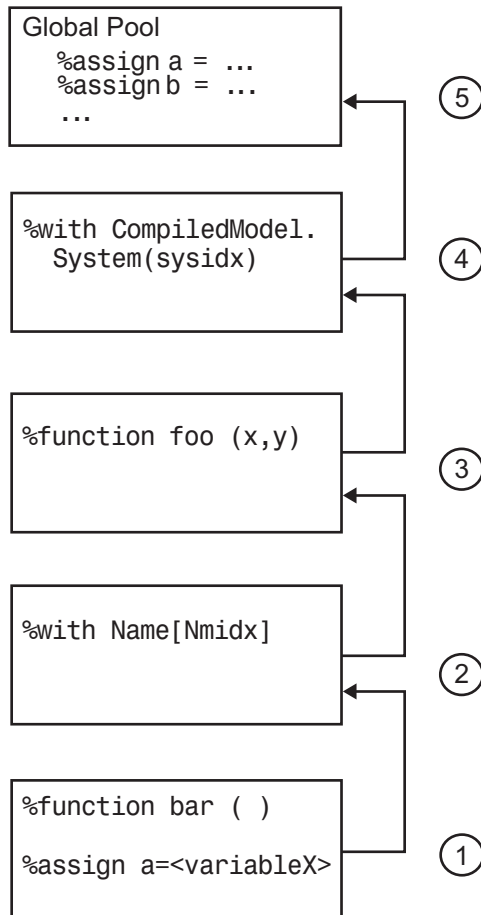 Global Pool
%assign a = ...
%assign b = ...
...
5
%with CompiledModel.
System(sysidx)
4
%function foo (x,y)
3
%with Name[Nmidx]
2
%function bar ( )
%assign a=<variableX>
1